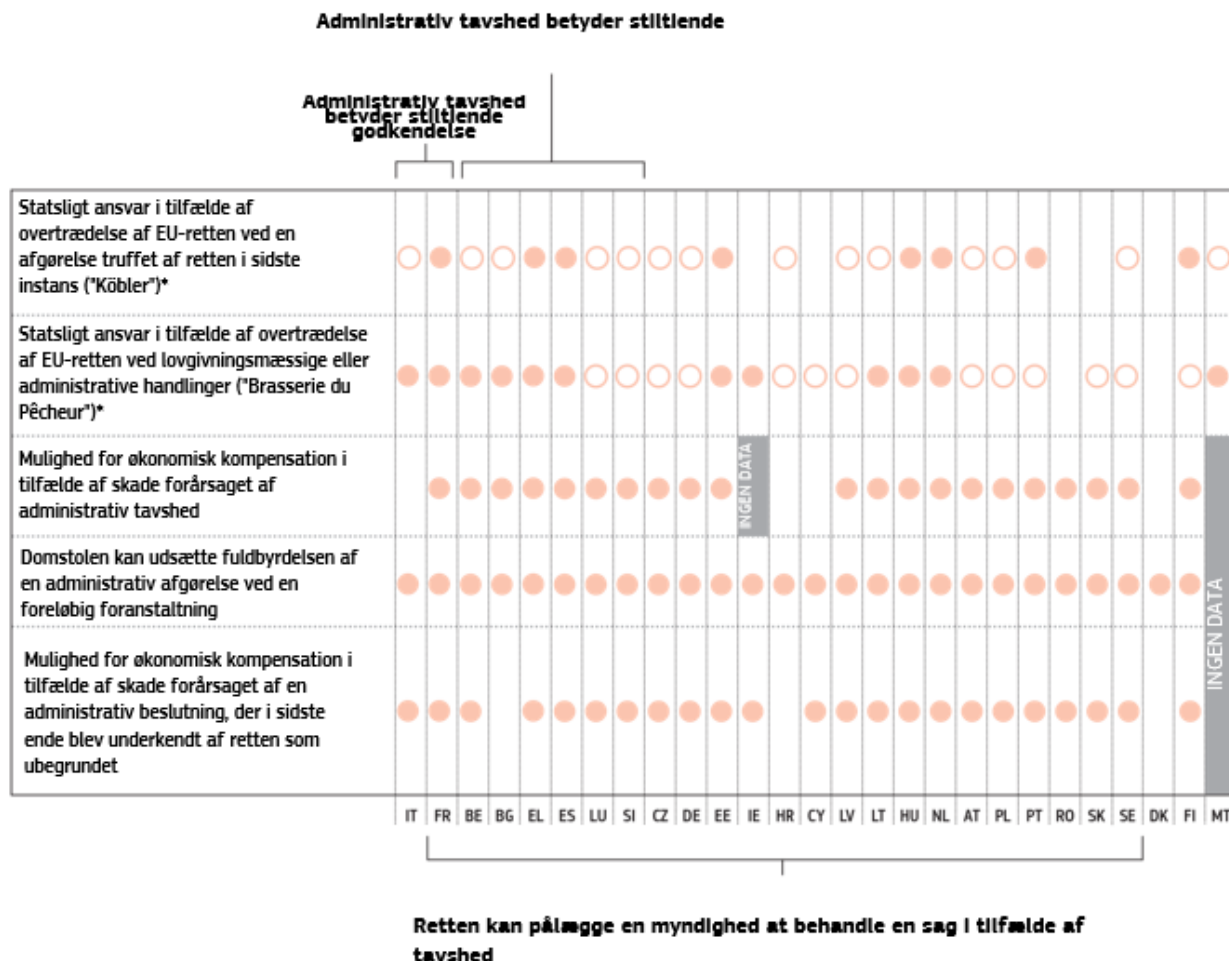 Administrativ tavshed betyder stiltiende
Administrativ tavshed
betyder stiltiende
godkendelse
Statsligt ansvar i tilfælde af
overtrædelse af EU-retten ved en
afgørelse truffet af retten i sidste
instans ("Köbler")*
Statsligt ansvar i tilfælde af overtrædelse
af EU-retten ved lovgivningsmæssige eller
administrative handlinger ("Brasserie du
Pêcheur")*
Mulighed for økonomisk kompensation i
tilfælde af skade forårsaget af
administrativ tavshed
INGEN DATA
Domstolen kan udsætte fuldbyrdelsen af
en administrativ afgørelse ved en
foreløbig foranstaltning
INGEN DATA
Mulighed for økonomisk kompensation i
tilfælde af skade forårsaget af en
administrativ beslutning, der i sidste
ende blev underkendt af retten som
ubegrundet
IT FR BE BG EL ES LU SI CZ DE EE IE HR CY LV LT HU NL AT PL PT RO SK SE DK FI MT
Retten kan pålægge en myndighed at behandle en sag i tilfælde af
tavshed